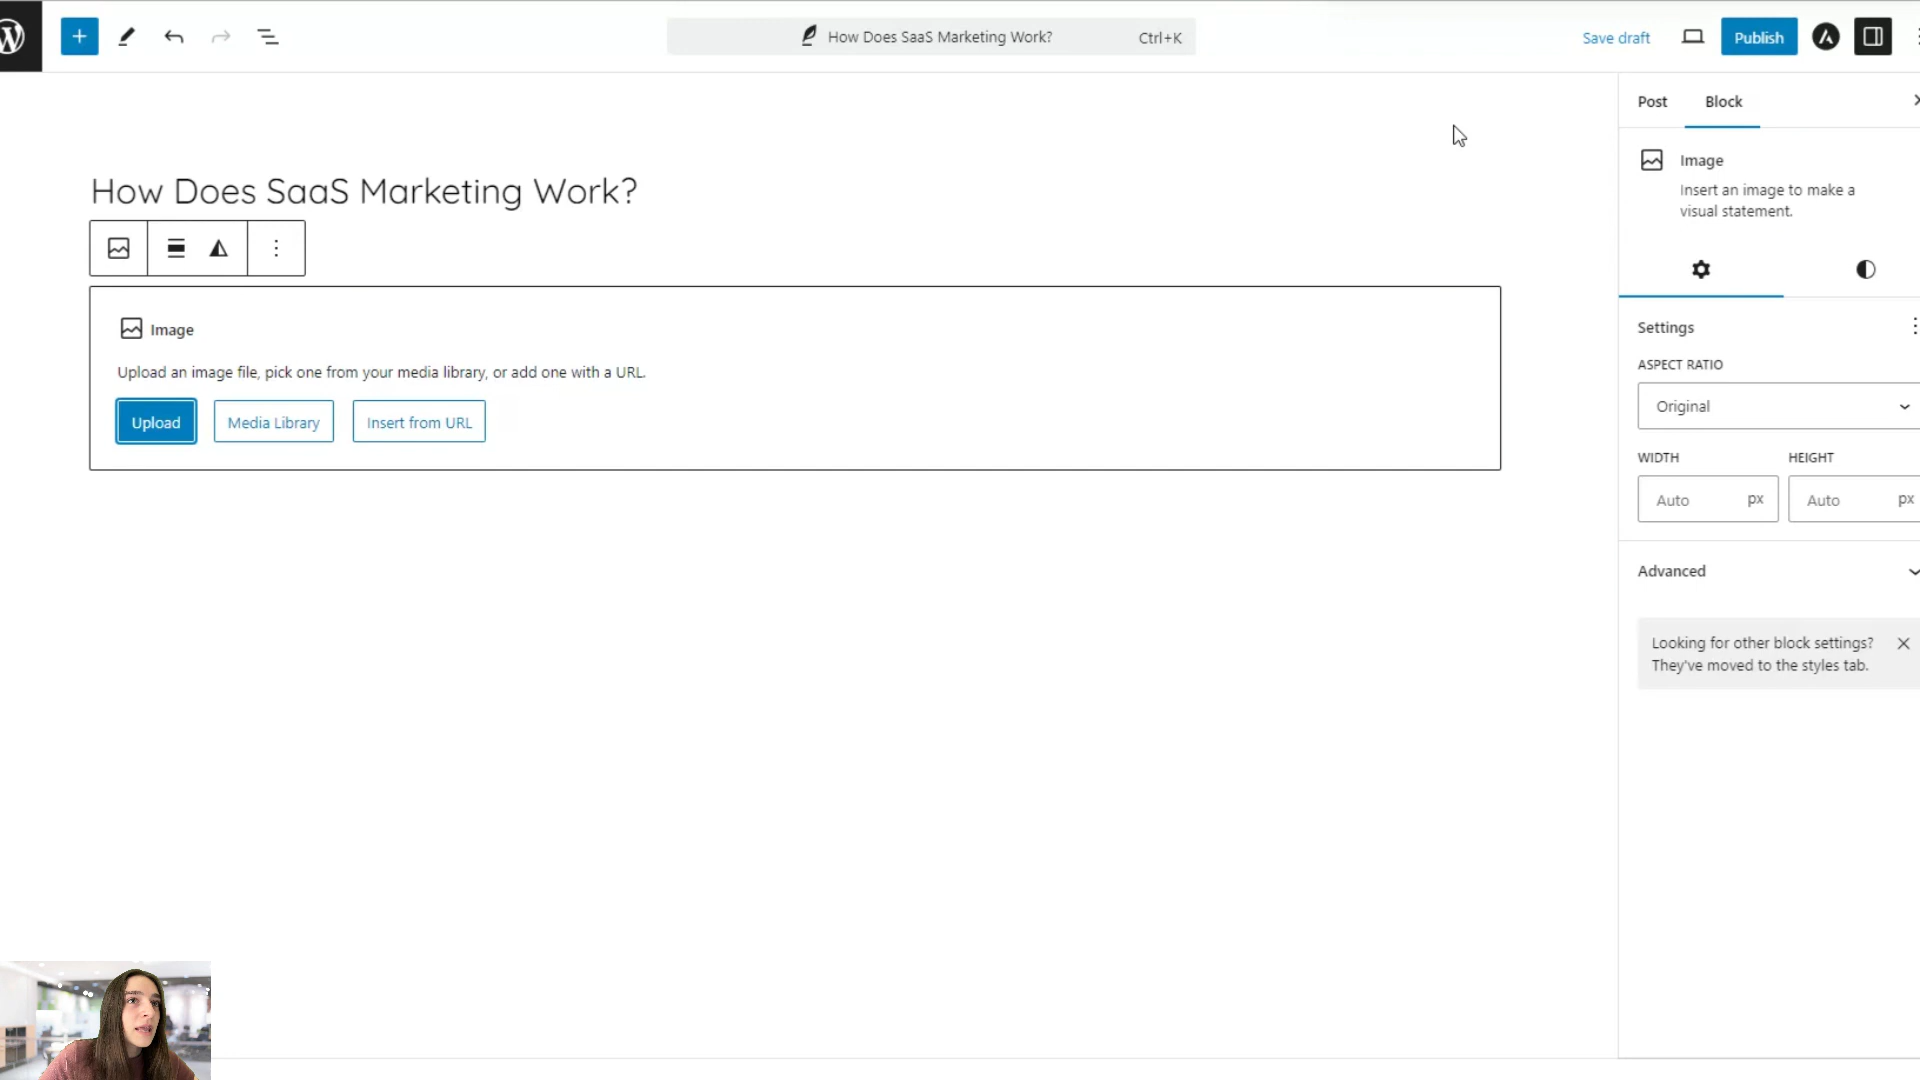 How Does SaaS Marketing Work? Ctrl+K
Save draft
Publish
Post Block
Image
Insert an image to make a
visual statement.
How Does SaaS Marketing Work?
Image
Upload an image file, pick one from your media library, or add one with a URL.
Upload Media Library Insert from URL
Settings
ASPECT RATIO
Original
WIDTH HEIGHT
Auto px Auto px
Advanced
Looking for other block settings?
They've moved to the styles tab.